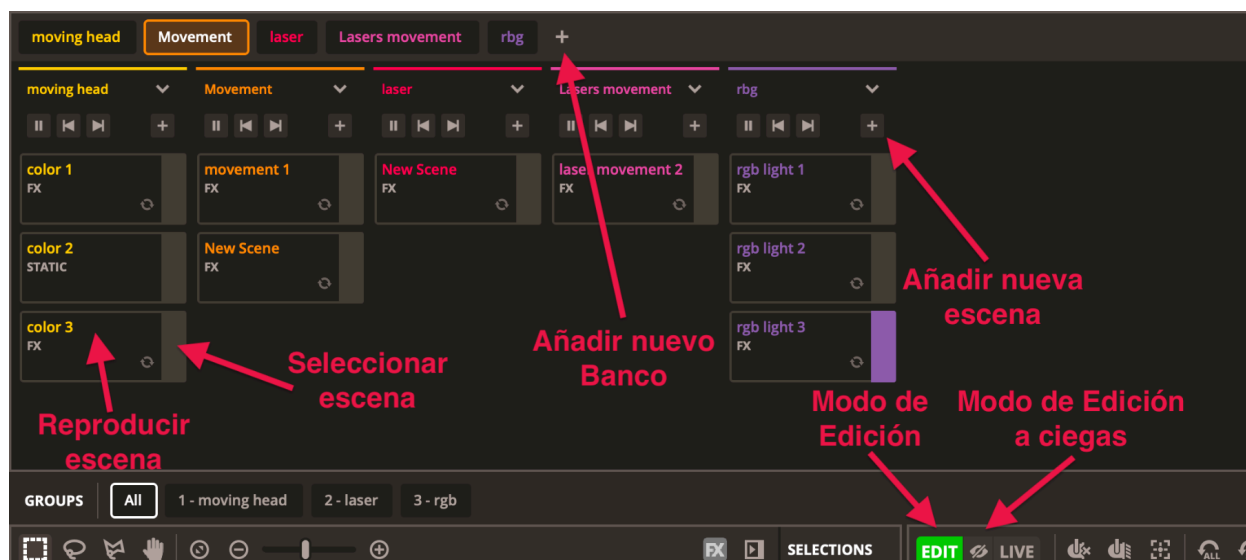 moving head Movement laser Lasers movement rbg +
moving head Movement laser Lasers movement rbg
color 1 movement 1 New Scene laser movement 2 rgb light 1
FX FX FX FX FX
color 2 New Scene rgb light 2
STATIC FX FX
Añadir nueva
escena
color 3 rgb light 3
FX FX
Añadir nuevo
Banco
Seleccionar
escena
Reproducir
escena
Modo de
Edición
Modo de Edición
a ciegas
GROUPS All 1 - moving head 2 - laser 3 - rgb
FX SELECTIONS EDIT LIVE ALL